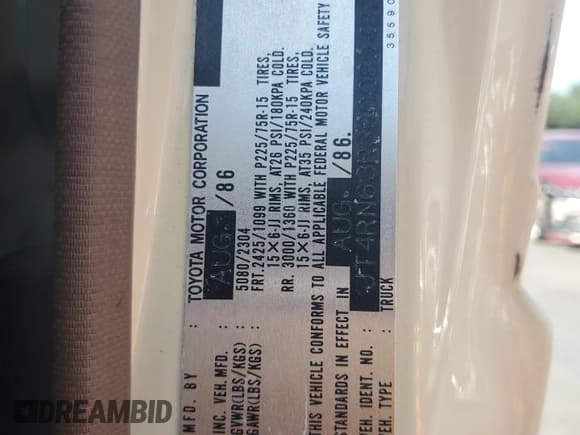 MFD. BY : TOYOTA MOTOR CORPORATION
INC. VEH.MFD. : AUG. /86
GVWR(LBS/KGS) : 5080/2304
GAWR(LBS/KGS) : FRT.2425/1099 WITH P225/75R-15 TIRES,
15×6-JJ RIMS, AT26 PSI/180KPA COLD.
RR. 3000/1360 WITH P225/75R-15 TIRES,
15×6-JJ RIMS, AT35 PSI/240KPA COLD.
THIS VEHICLE CONFORMS TO ALL APPLICABLE FEDERAL MOTOR VEHICLE SAFETY
STANDARDS IN EFFECT IN AUG. /86.
VEH. IDENT. NO. :
VEH. TYPE : TRUCK
35590
DREAMBID